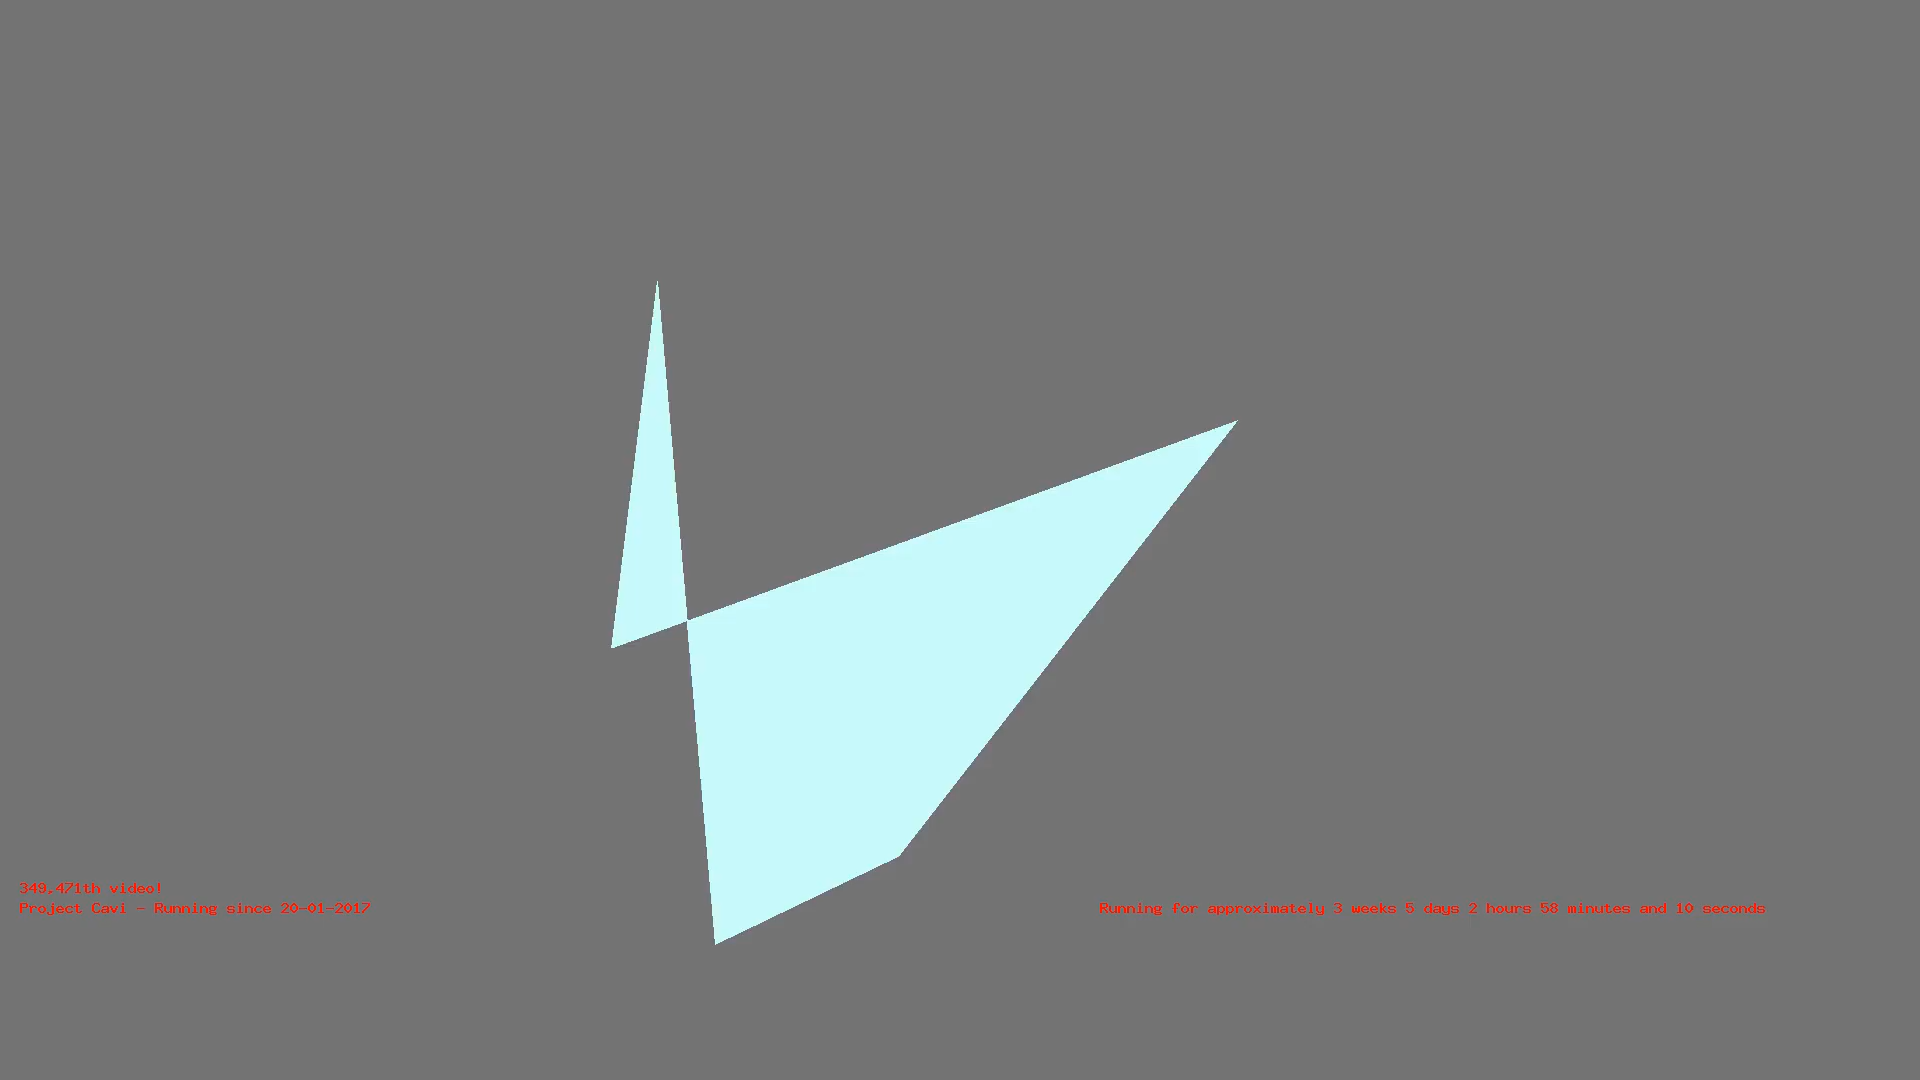 349,471th video!
Project Cavi - Running since 20-01-2017
Running for approximately 3 weeks 5 days 2 hours 58 minutes and 10 seconds